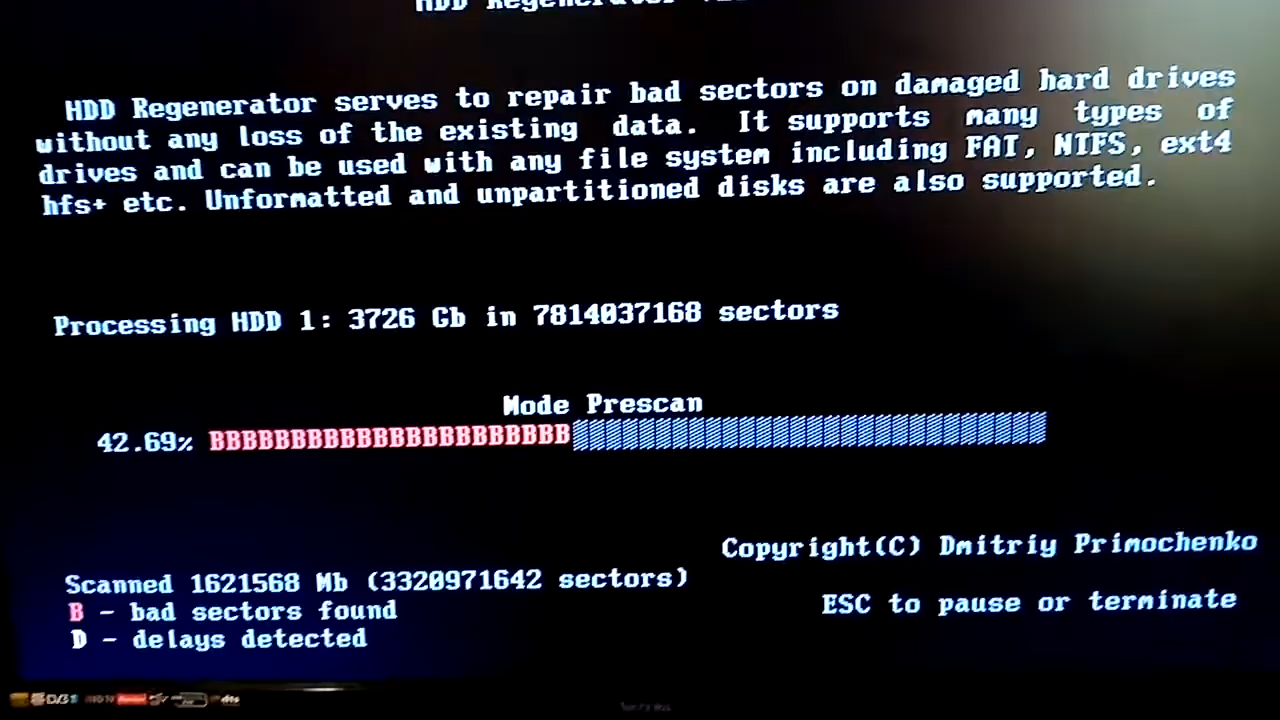 HDD Regenerator
HDD Regenerator serves to repair bad sectors on damaged hard drives
without any loss of the existing data. It supports many types of
drives and can be used with any file system including FAT, NTFS, ext4
hfs+ etc. Unformatted and unpartitioned disks are also supported.
Processing HDD 1: 3726 Gb in 7814037168 sectors
Mode Prescan
42.69% BBBBBBBBBBBBBBBBBBBBBB
Copyright(C) Dmitriy Primochenko
Scanned 1621568 Mb (3320971642 sectors)
B - bad sectors found
ESC to pause or terminate
D - delays detected